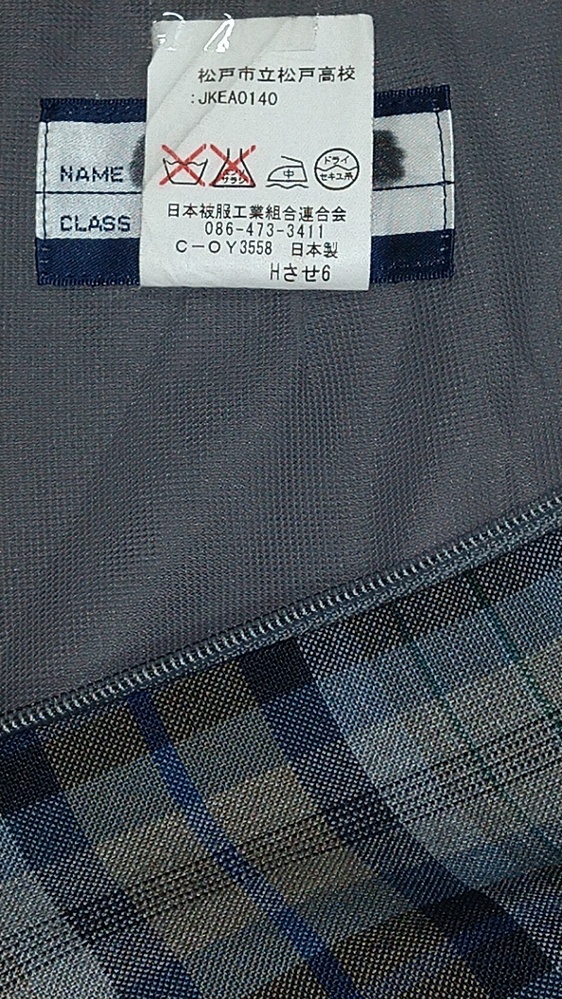 松戸市立松戸高校
:JKEA0140
NAME
サラシ
中
ドライ
セキユ系
日本被服工業組合連合会
CLASS
086-473-3411
C-OY3558 日本製
Hさせ6